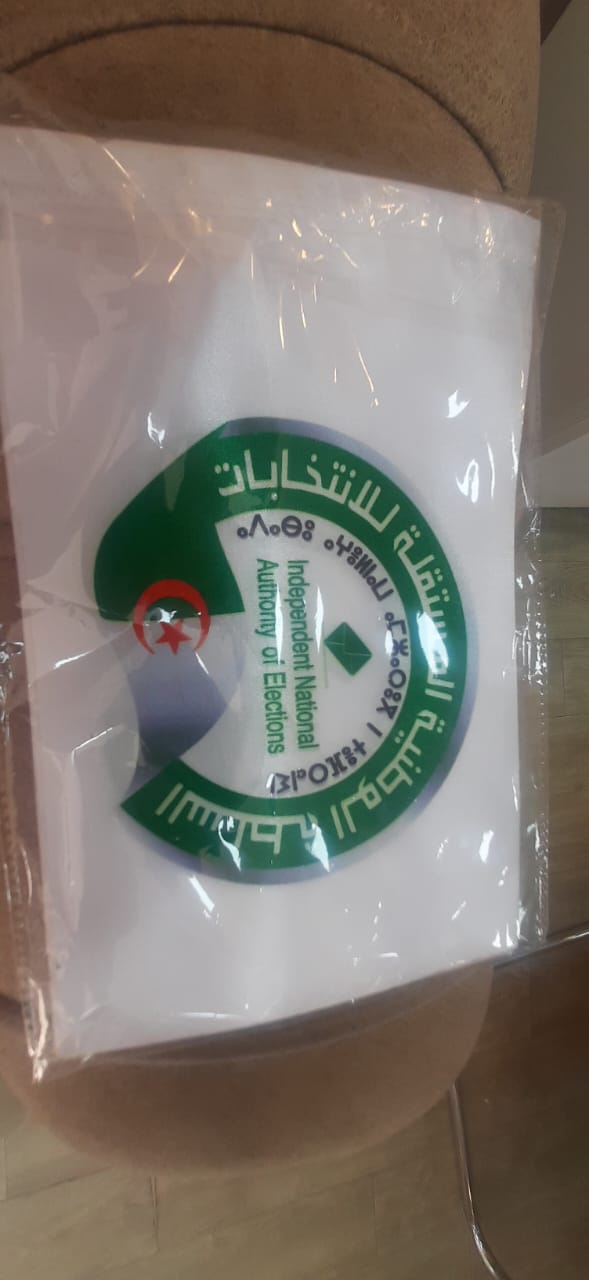 السلطة الوطنية المستقلة للانتخابات
Independent National
Authority of Elections